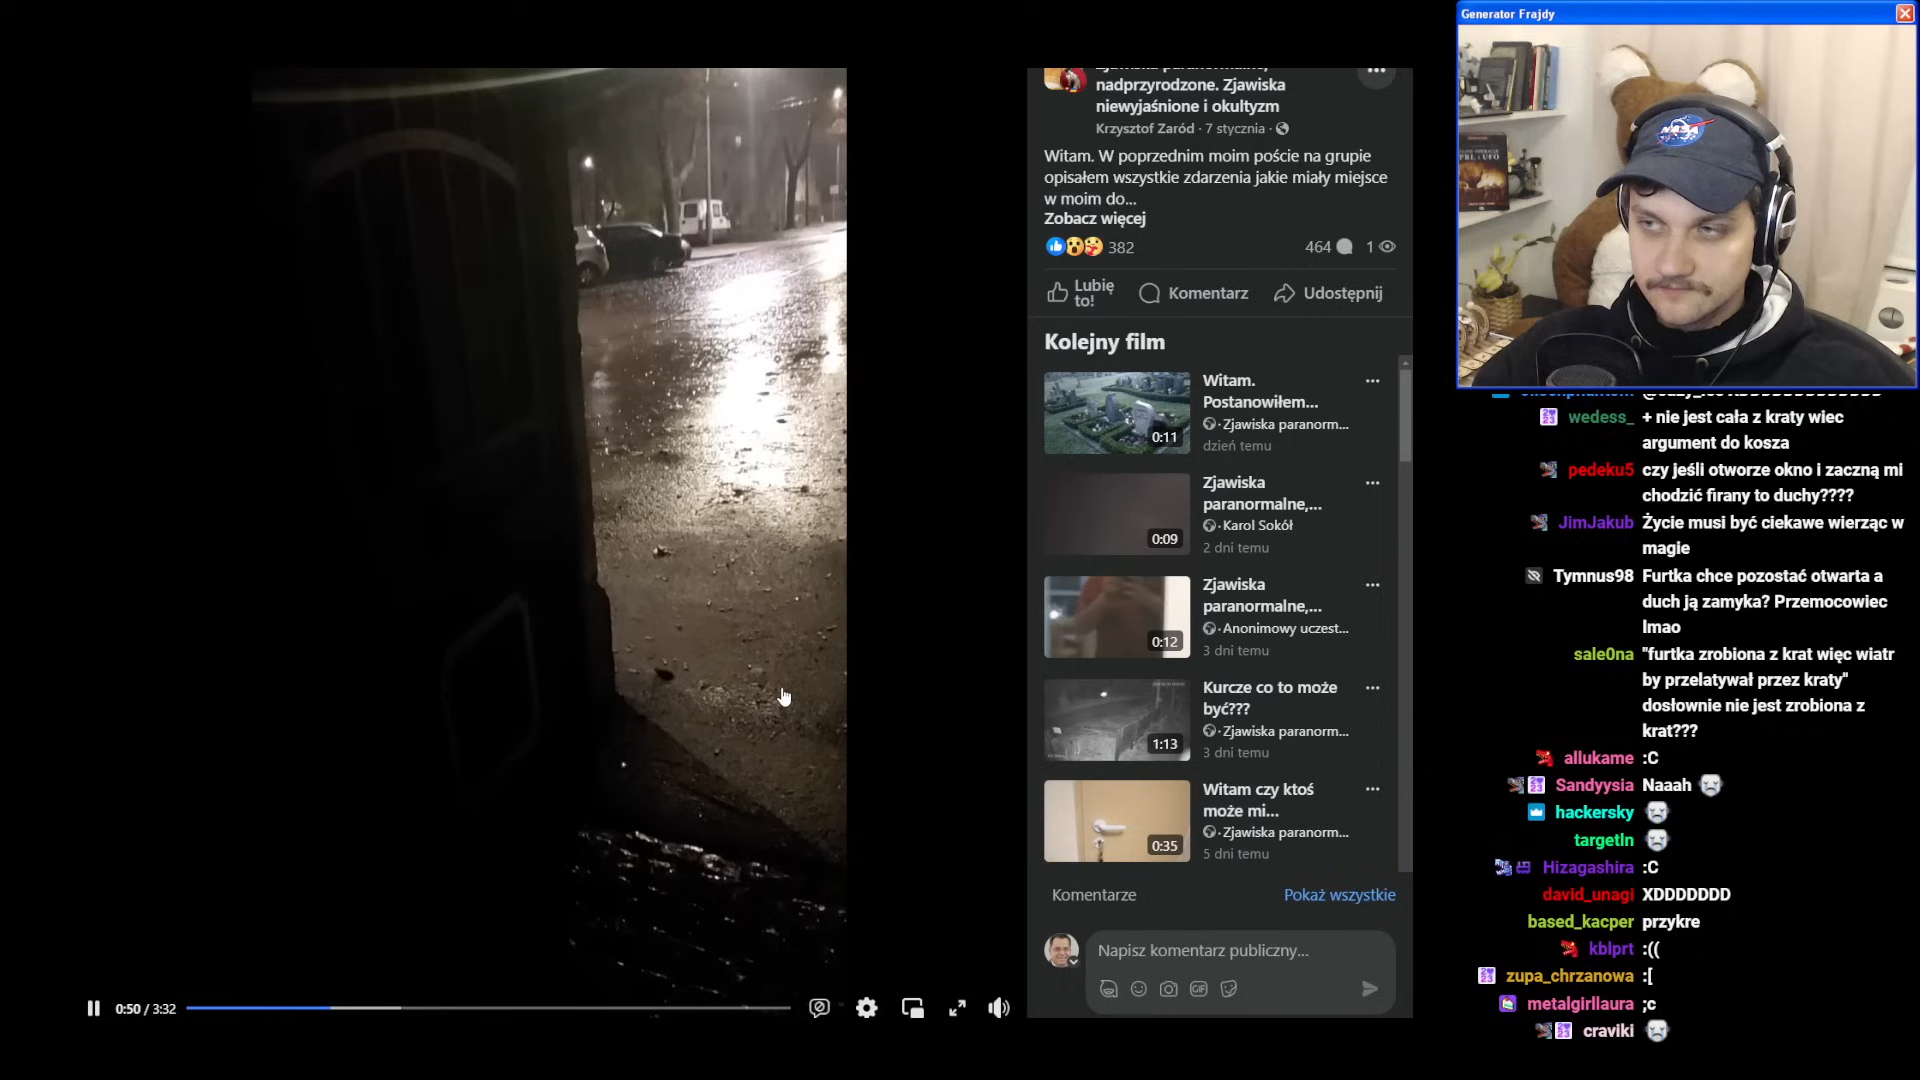 Generator Frajdy
nadprzyrodzone. Zjawiska
niewyjaśnione i okultyzm
Krzysztof Zaród · 7 stycznia ·
Witam. W poprzednim moim poście na grupie
opisałem wszystkie zdarzenia jakie miały miejsce
w moim do...
Zobacz więcej
382
464
1
Lubię
to!
Komentarz
Udostępnij
Kolejny film
Witam.
Postanowiłem...
· Zjawiska paranorm...
dzień temu
0:11
Zjawiska
paranormalne,...
· Karol Sokół
2 dni temu
0:09
Zjawiska
paranormalne,...
· Anonimowy uczest...
3 dni temu
0:12
Kurcze co to może
być???
· Zjawiska paranorm...
3 dni temu
1:13
Witam czy ktoś
może mi...
· Zjawiska paranorm...
5 dni temu
0:35
Komentarze
Pokaż wszystkie
Napisz komentarz publiczny...
GIF
0:50 / 3:32
NASA
PRL i UFO
wedess_ + nie jest cała z kraty wiec
argument do kosza
pedeku5 czy jeśli otworze okno i zaczną mi
chodzić firany to duchy????
JimJakub Życie musi być ciekawe wierząc w
magie
Tymnus98 Furtka chce pozostać otwarta a
duch ją zamyka? Przemocowiec
lmao
sale0na "furtka zrobiona z krat więc wiatr
by przelatywał przez kraty"
dosłownie nie jest zrobiona z
krat???
allukame :C
Sandyysia Naaah
hackersky
targetln
Hizagashira :C
david_unagi XDDDDDDD
based_kacper przykre
kblprt :((
zupa_chrzanowa :[
metalgirllaura ;c
craviki